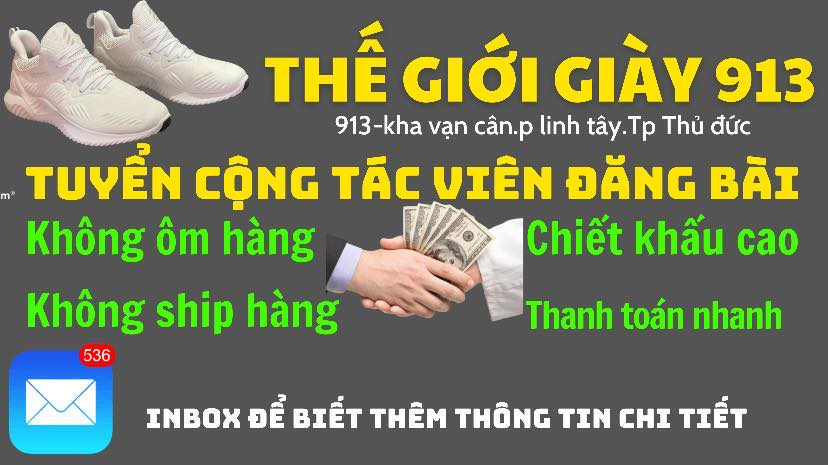 THẾ GIỚI GIÀY 913
913-kha vạn cân.p linh tây.Tp Thủ đức
m®
TUYỂN CỘNG TÁC VIÊN ĐĂNG BÀI
Không ôm hàng
Chiết khấu cao
Không ship hàng
Thanh toán nhanh
536
INBOX ĐỂ BIẾT THÊM THÔNG TIN CHI TIẾT